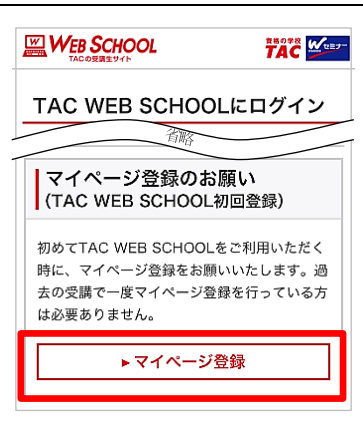 WEB SCHOOL
TACの受講生サイト
資格の学校
TAC Wセミナー
TAC WEB SCHOOLにログイン
省略
マイページ登録のお願い
(TAC WEB SCHOOL初回登録)
初めてTAC WEB SCHOOLをご利用いただく
時に、マイページ登録をお願いいたします。過
去の受講で一度マイページ登録を行っている方
は必要ありません。
▸マイページ登録